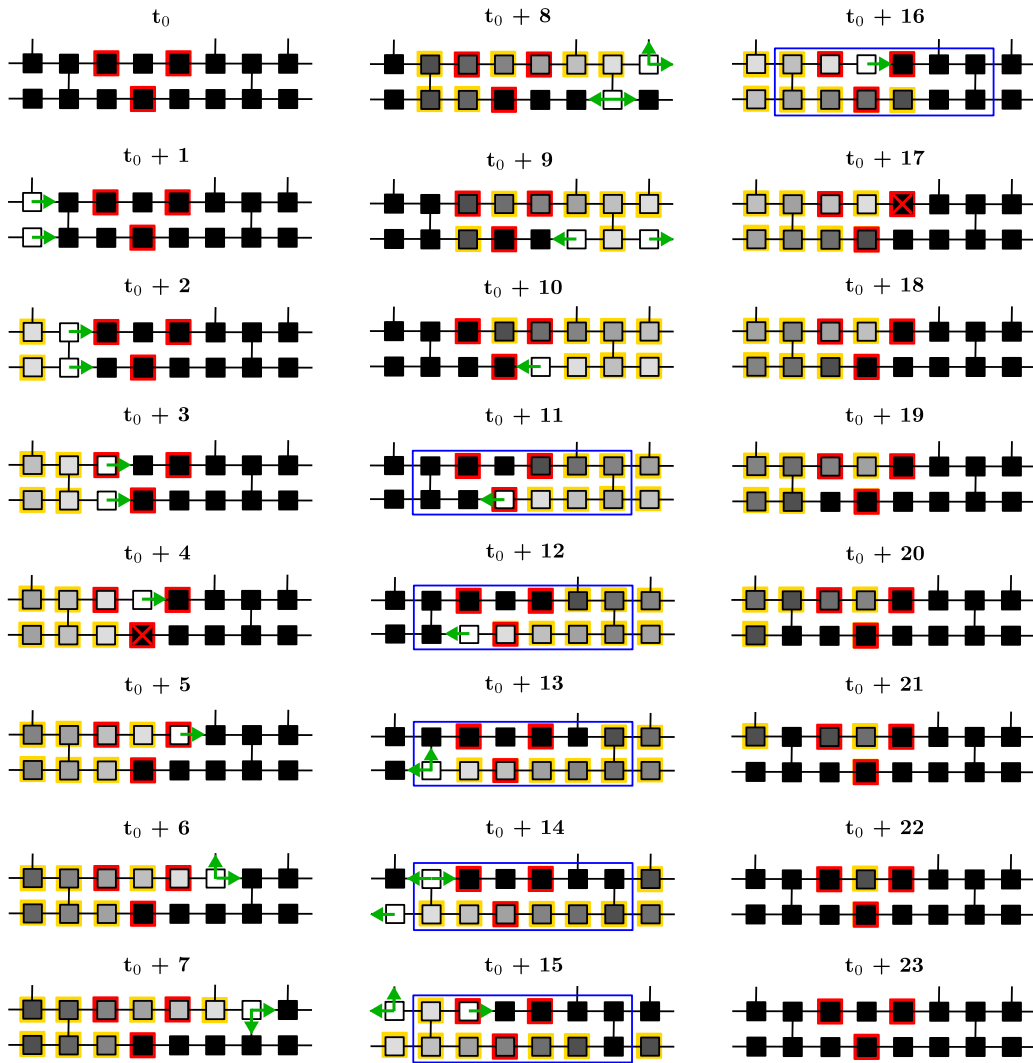 t₀
t₀ + 1
t₀ + 2
t₀ + 3
t₀ + 4
t₀ + 5
t₀ + 6
t₀ + 7
t₀ + 8
t₀ + 9
t₀ + 10
t₀ + 11
t₀ + 12
t₀ + 13
t₀ + 14
t₀ + 15
t₀ + 16
t₀ + 17
t₀ + 18
t₀ + 19
t₀ + 20
t₀ + 21
t₀ + 22
t₀ + 23